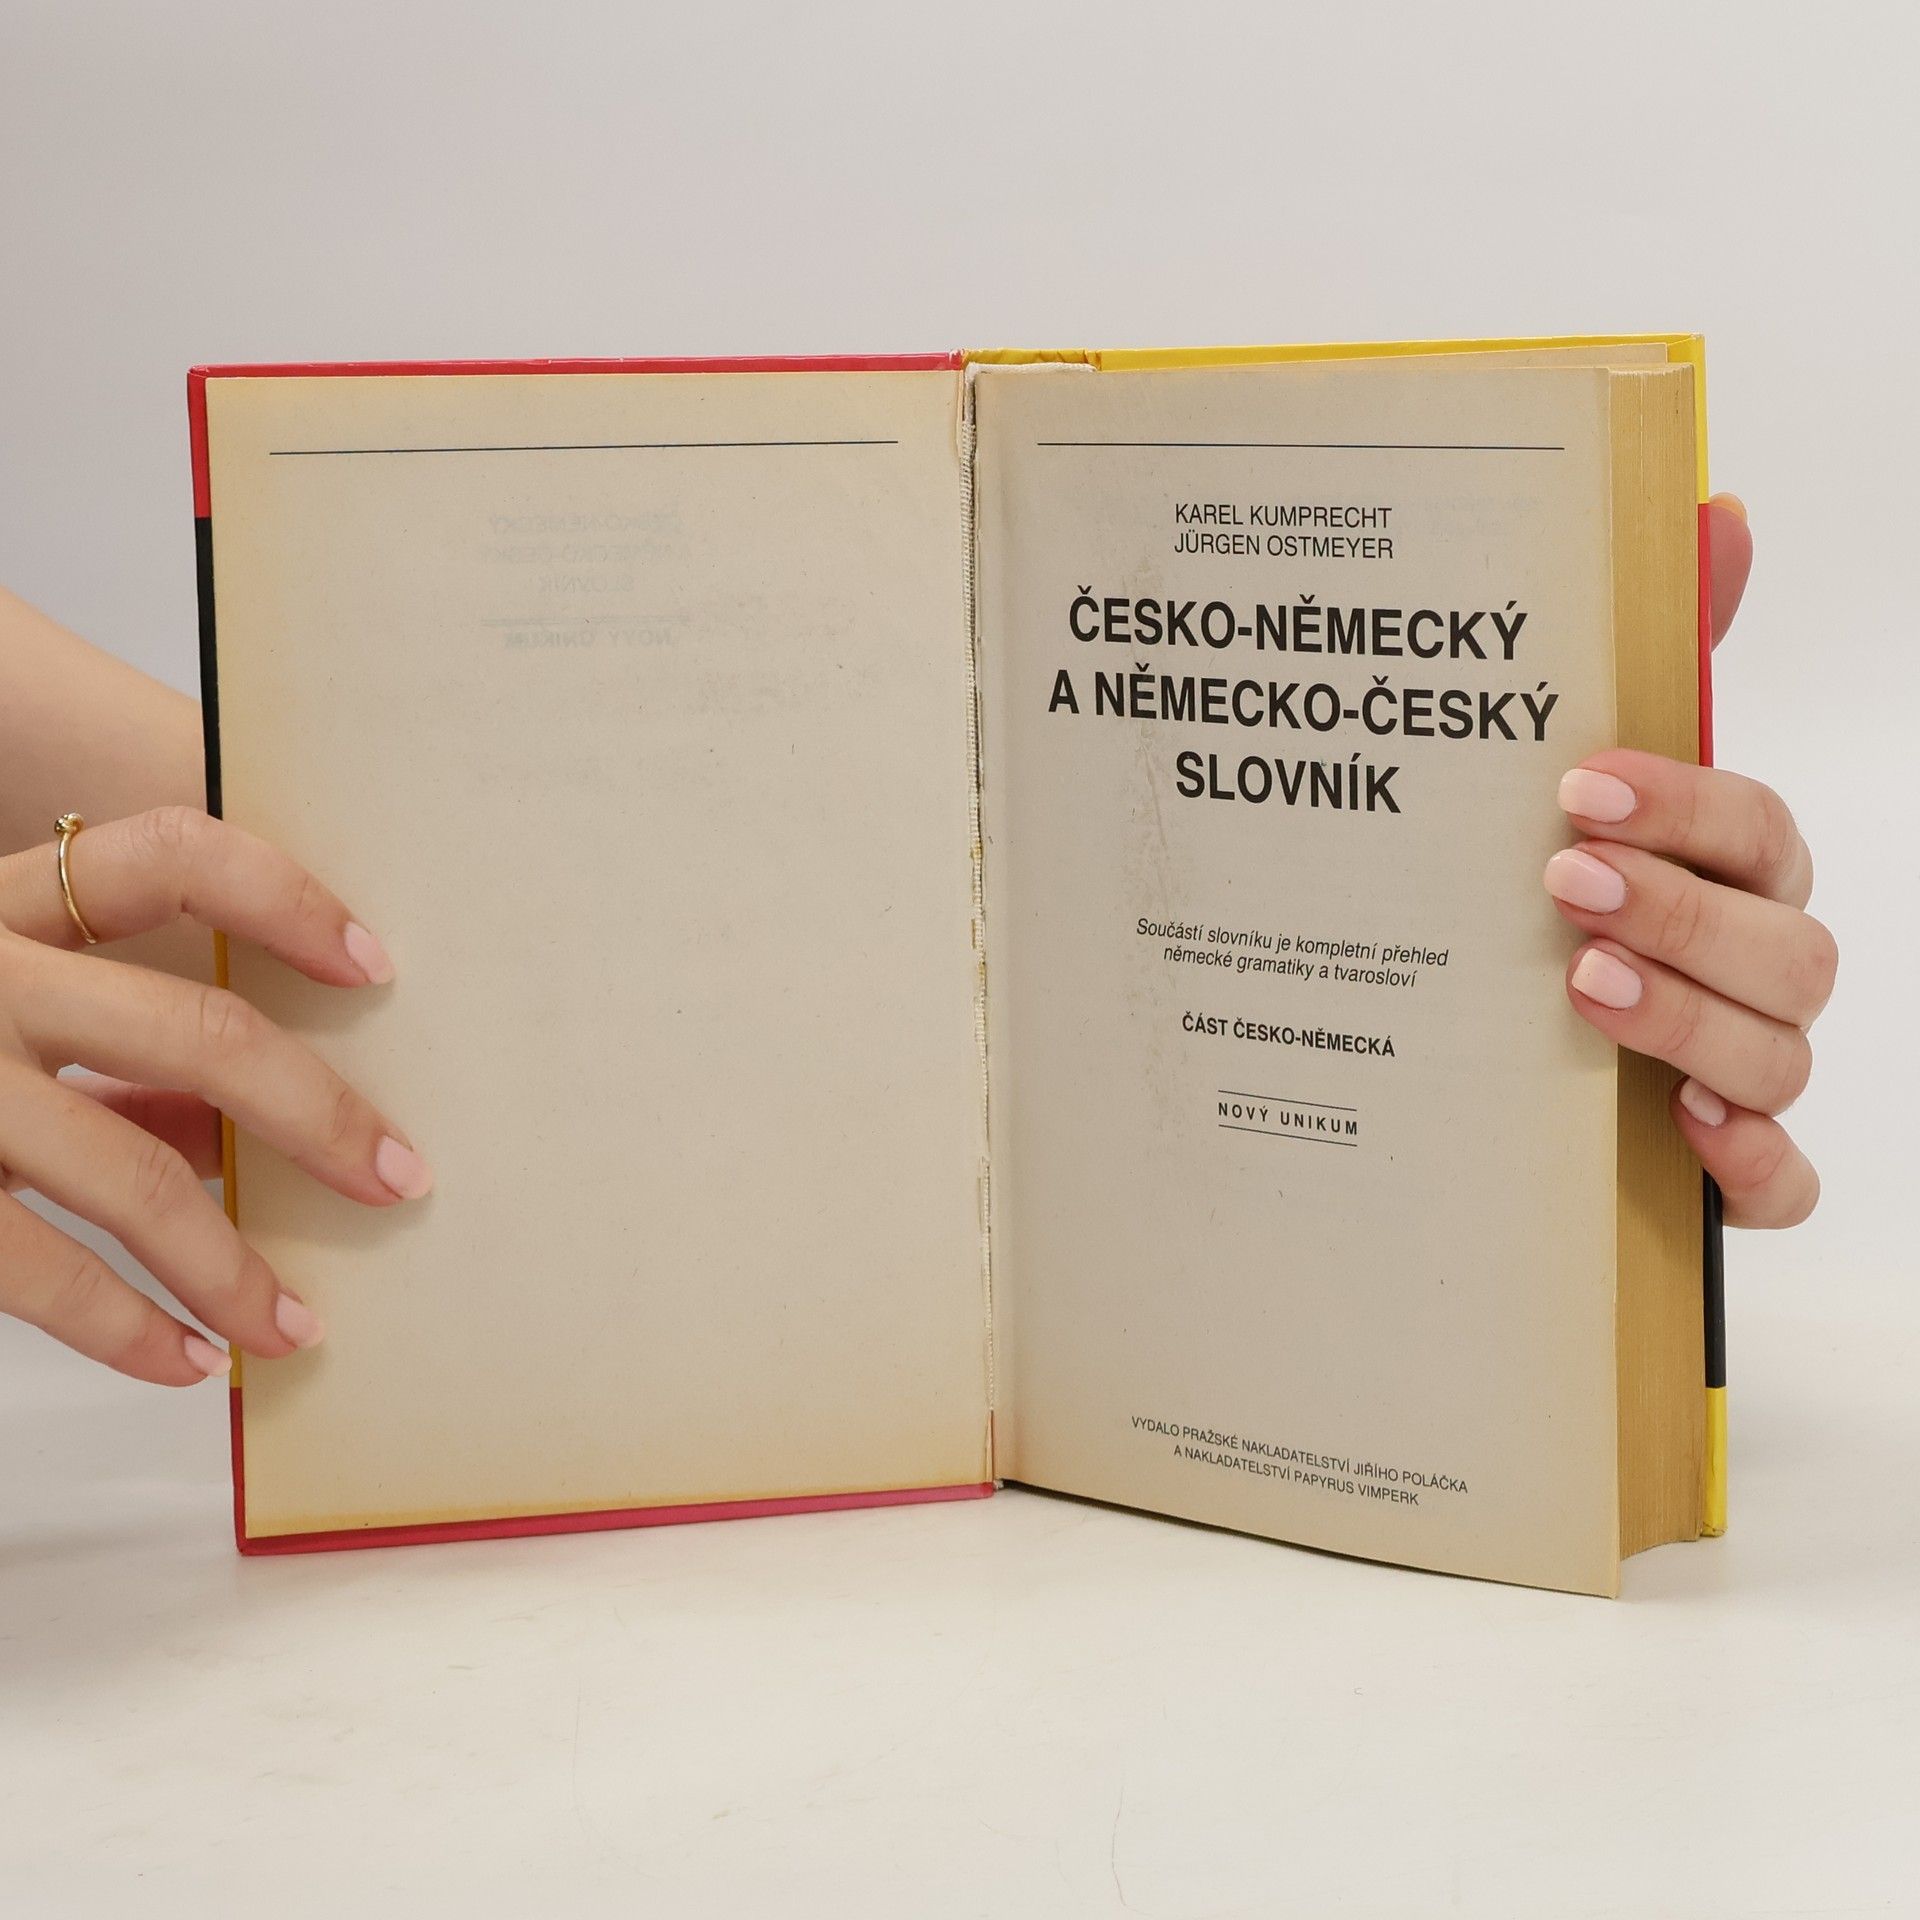 KAREL KUMPRECHT
JÜRGEN OSTMEYER
ČESKO-NĚMECKÝ
A NĚMECKO-ČESKÝ
SLOVNÍK
Součástí slovníku je kompletní přehled
německé gramatiky a tvarosloví
ČÁST ČESKO-NĚMECKÁ
NOVÝ UNIKUM
VYDALO PRAŽSKÉ NAKLADATELSTVÍ JIŘÍHO POLÁČKA
A NAKLADATELSTVÍ PAPYRUS VIMPERK